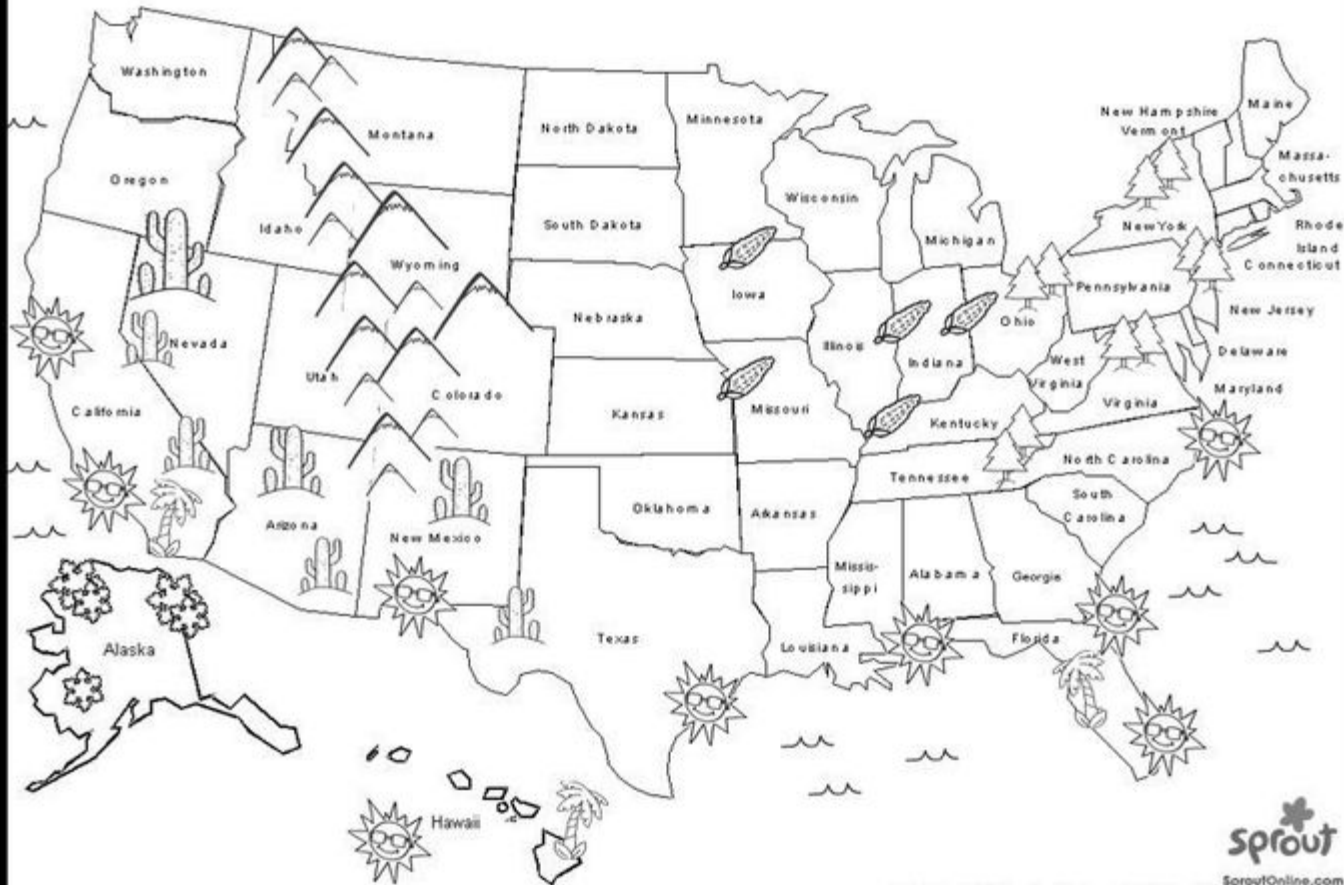 Washington
Montana
North Dakota
Minnesota
New Hampshire
Vermont
Maine
Massa-
chusetts
Oregon
Idaho
South Dakota
Wisconsin
Michigan
New York
Rhode
Island
Connecticut
Wyoming
Iowa
Pennsylvania
New Jersey
Nevada
Nebraska
Illinois
Indiana
Ohio
West
Virginia
Delaware
Maryland
Utah
Colorado
California
Kansas
Missouri
Kentucky
Virginia
Tennessee
North Carolina
South
Carolina
Arizona
New Mexico
Oklahoma
Arkansas
Missis-
sippi
Alabama
Georgia
Alaska
Texas
Louisiana
Florida
Hawaii
sprout
SproutOnline.com